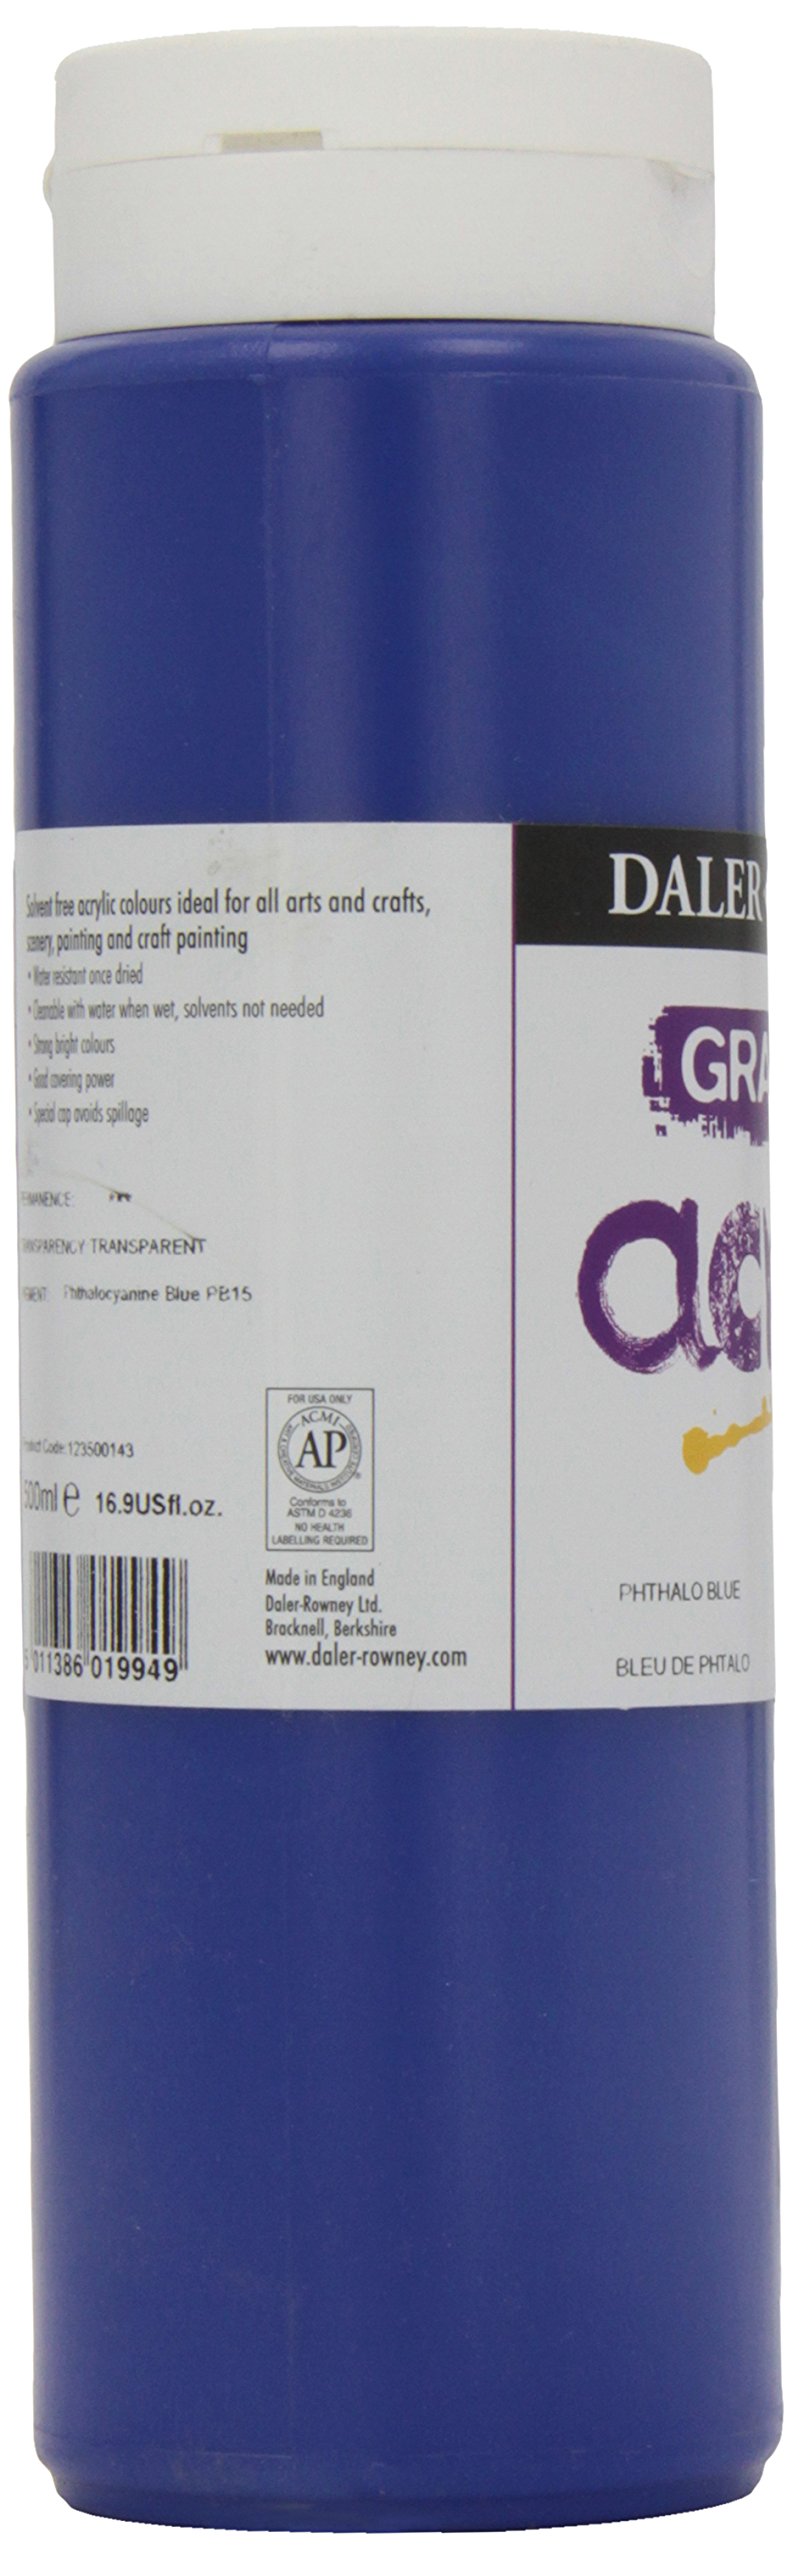 Solvent free acrylic colours ideal for all arts and crafts,
scenery, painting and craft painting
• Water resistant once dried
• Cleanable with water when wet, solvents not needed
• Strong bright colours
• Good covering power
• Special cap avoids spillage
TRANSPARENT
Phthalocyanine Blue PB15
Product Code: 123500143
500ml e 16.9USfl.oz.
FOR USA ONLY
ACMI
AP
Conforms to
ASTM D 4236
NO HEALTH
LABELLING REQUIRED
Made in England
Daler-Rowney Ltd.
Bracknell, Berkshire
www.daler-rowney.com
011386 019949
DALER
GRA
ac
PHTHALO BLUE
BLEU DE PHTALO